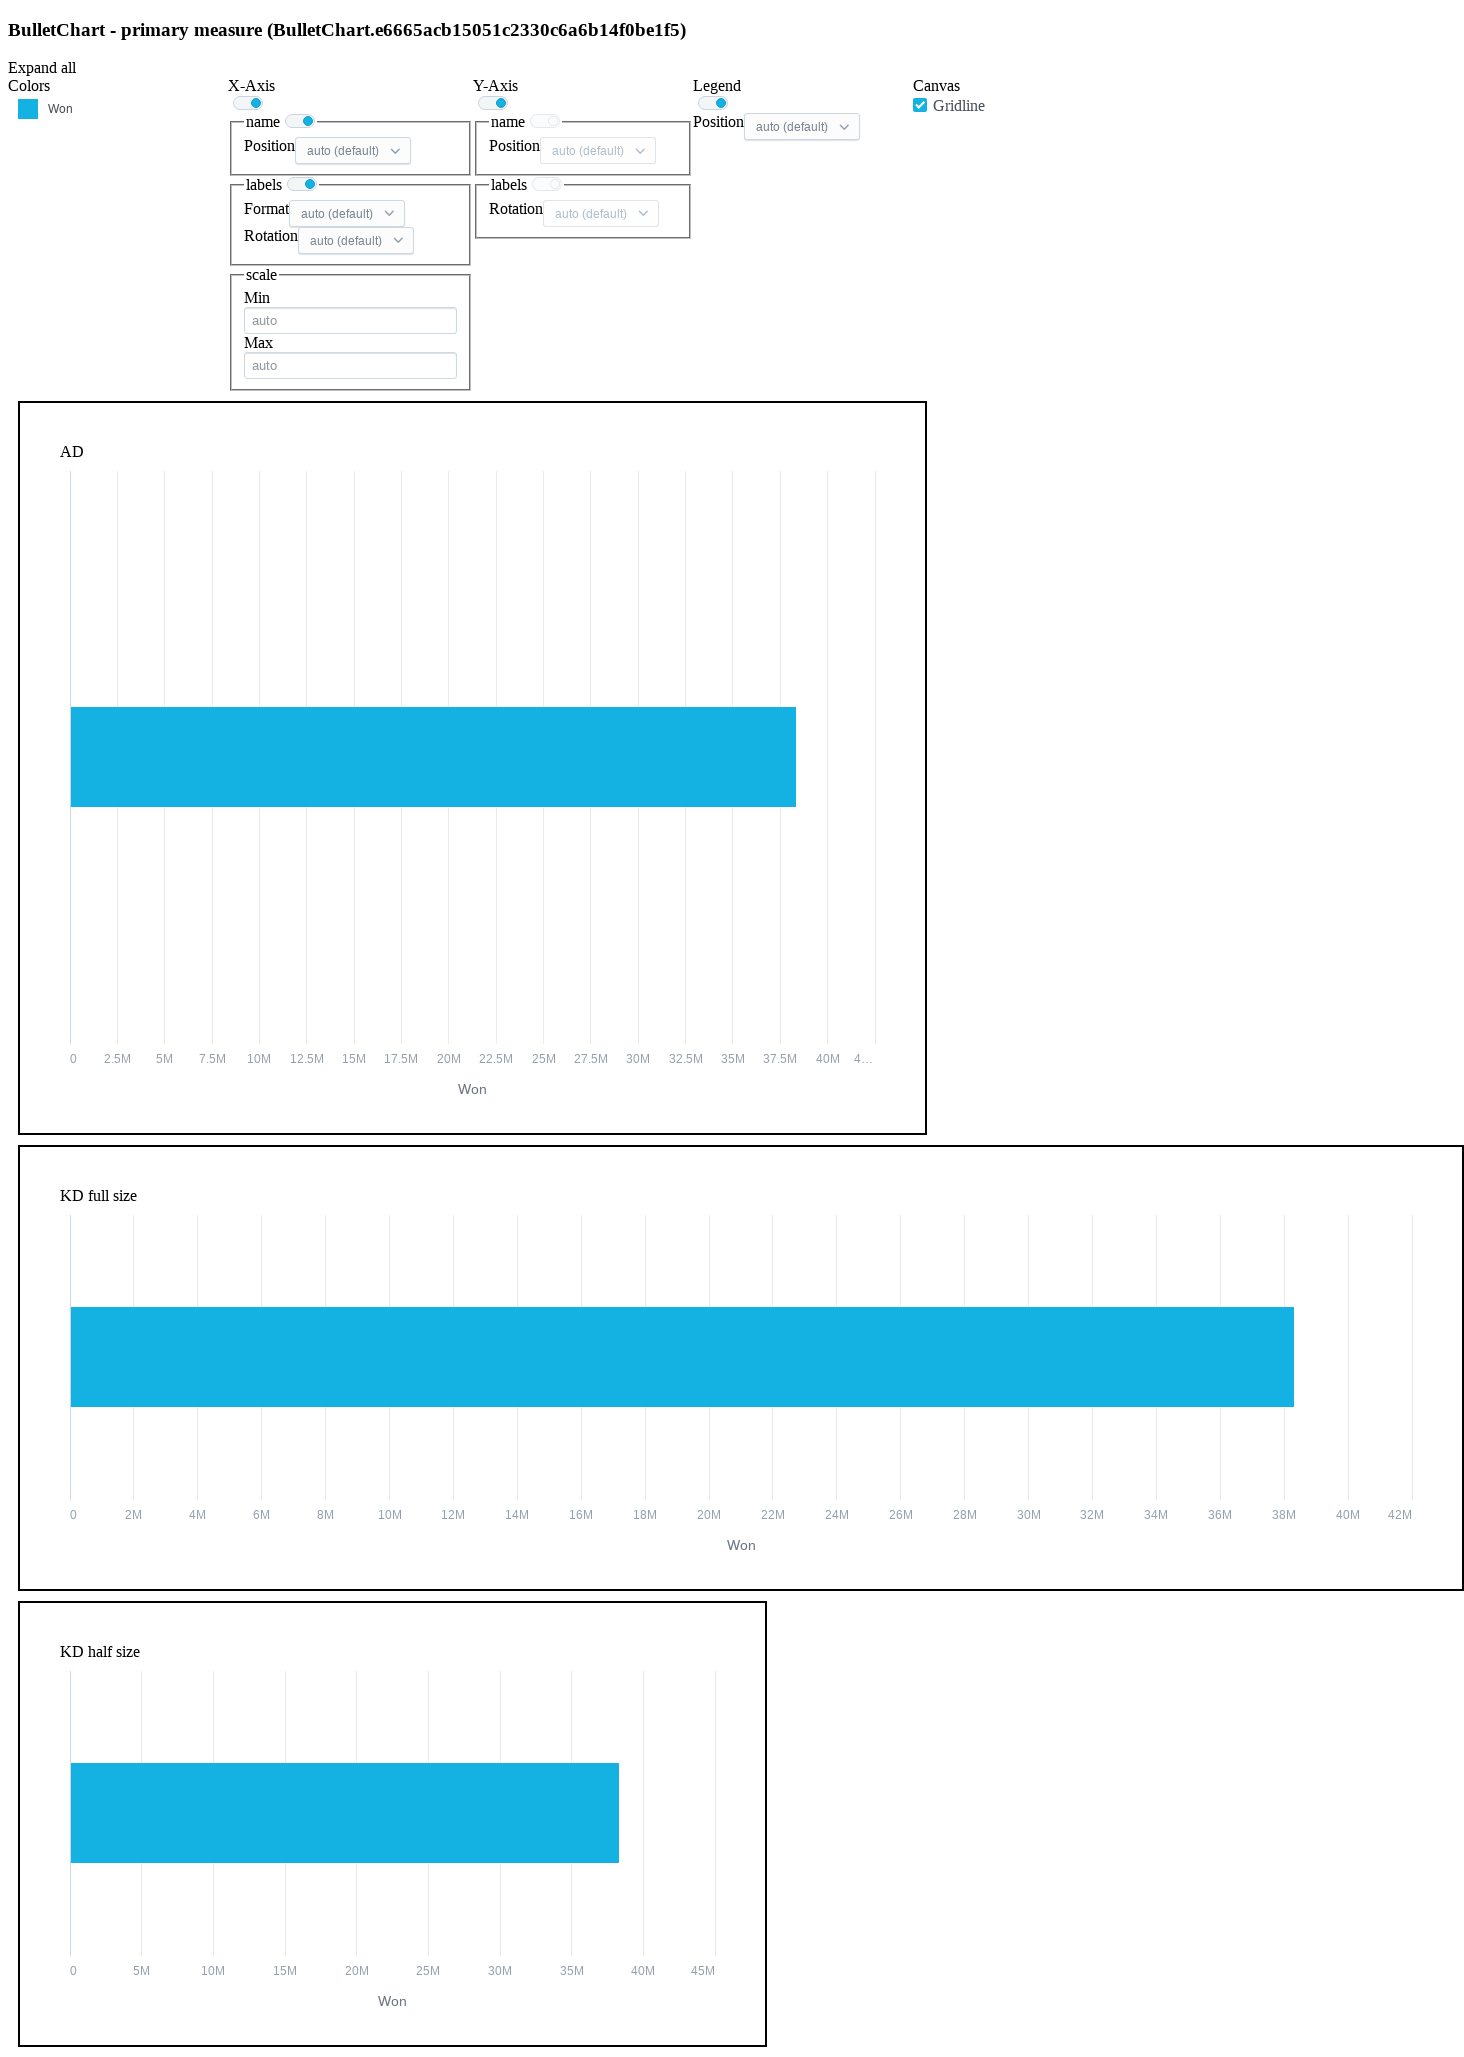 BulletChart - primary measure (BulletChart.e6665acb15051c2330c6a6b14f0be1f5)
Expand all
Colors
Won
X-Axis
name
Position auto (default)
labels
Format auto (default)
Rotation auto (default)
scale
Min
auto
Max
auto
Y-Axis
name
Position auto (default)
labels
Rotation auto (default)
Legend
Position auto (default)
Canvas
Gridline
AD
0 2.5M 5M 7.5M 10M 12.5M 15M 17.5M 20M 22.5M 25M 27.5M 30M 32.5M 35M 37.5M 40M 4…
Won
KD full size
0 2M 4M 6M 8M 10M 12M 14M 16M 18M 20M 22M 24M 26M 28M 30M 32M 34M 36M 38M 40M 42M
Won
KD half size
0 5M 10M 15M 20M 25M 30M 35M 40M 45M
Won